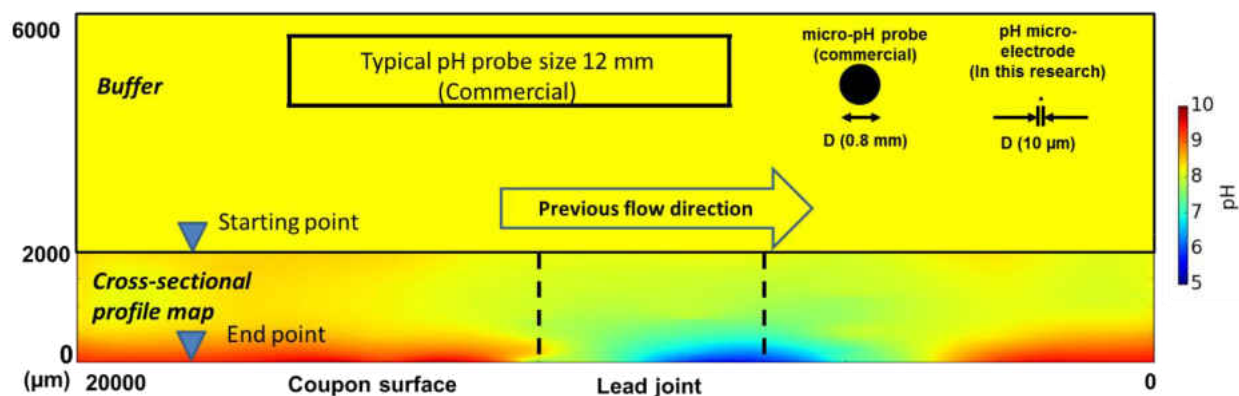 6000
Buffer
Typical pH probe size 12 mm
(Commercial)
micro-pH probe
(commercial)
D (0.8 mm)
pH micro-
electrode
(In this research)
D (10 µm)
10
9
8
7
6
5
pH
Previous flow direction
Starting point
2000
Cross-sectional
profile map
End point
0
(µm)
20000
Coupon surface
Lead joint
0